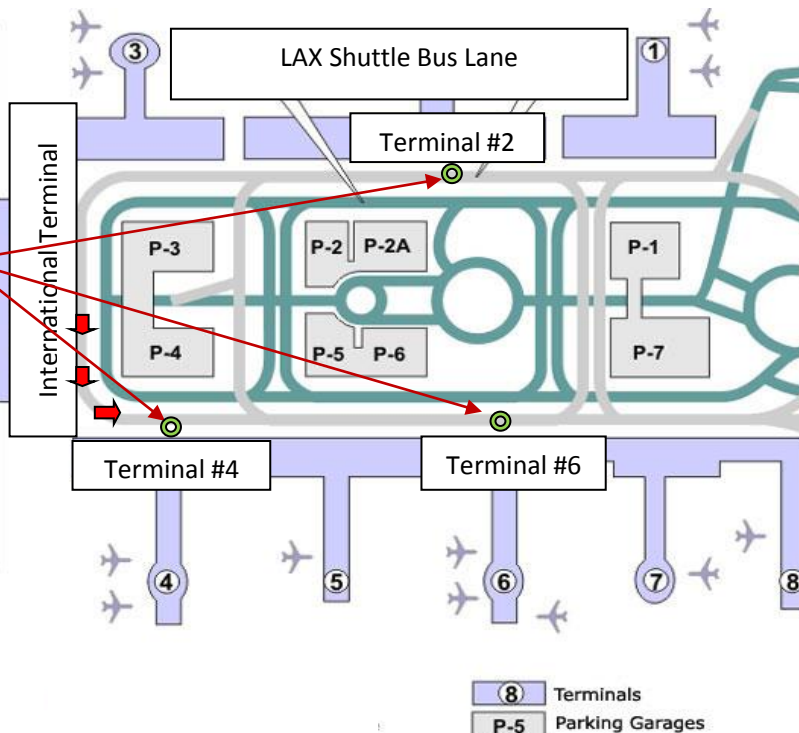 3
LAX Shuttle Bus Lane
1
Terminal #2
International Terminal
P-3
P-2
P-2A
P-1
P-4
P-5
P-6
P-7
Terminal #4
Terminal #6
4
5
6
7
8
8 Terminals
P-5 Parking Garages